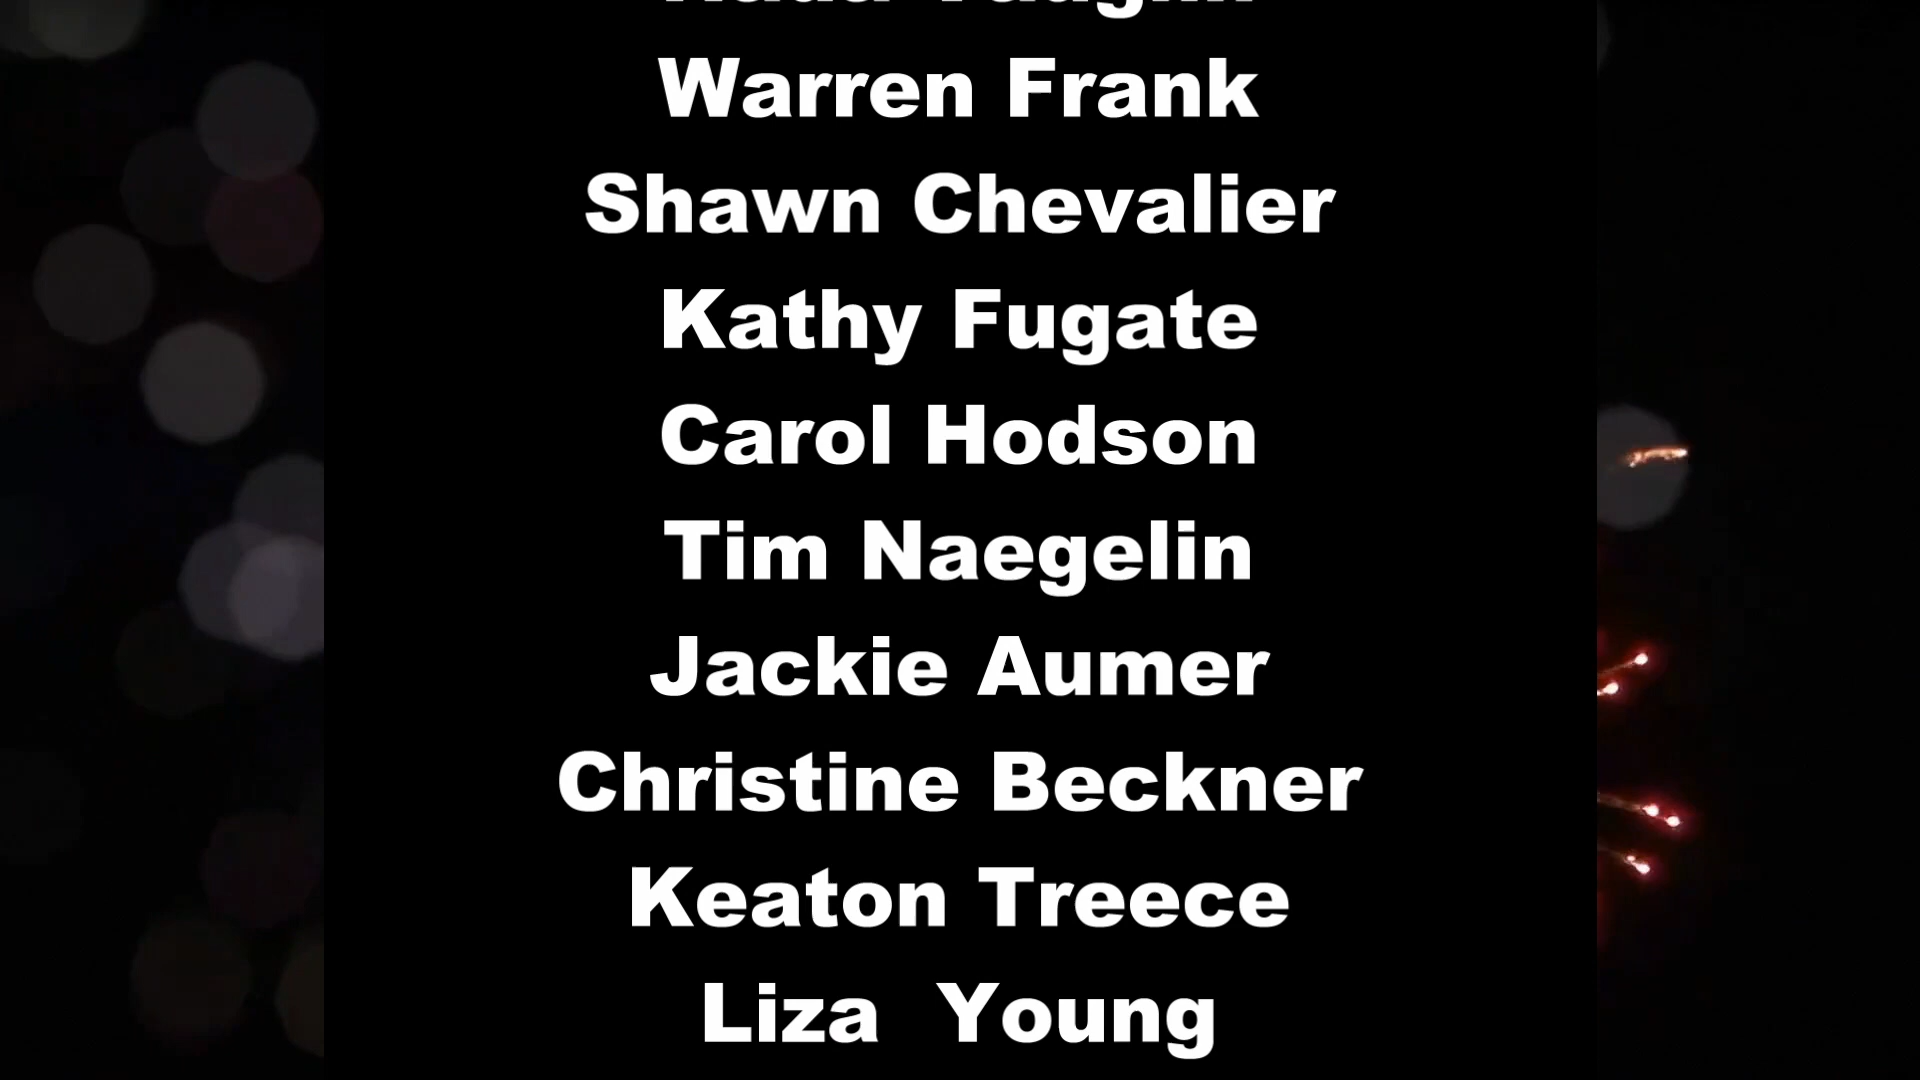 Warren Frank
Shawn Chevalier
Kathy Fugate
Carol Hodson
Tim Naegelin
Jackie Aumer
Christine Beckner
Keaton Treece
Liza  Young